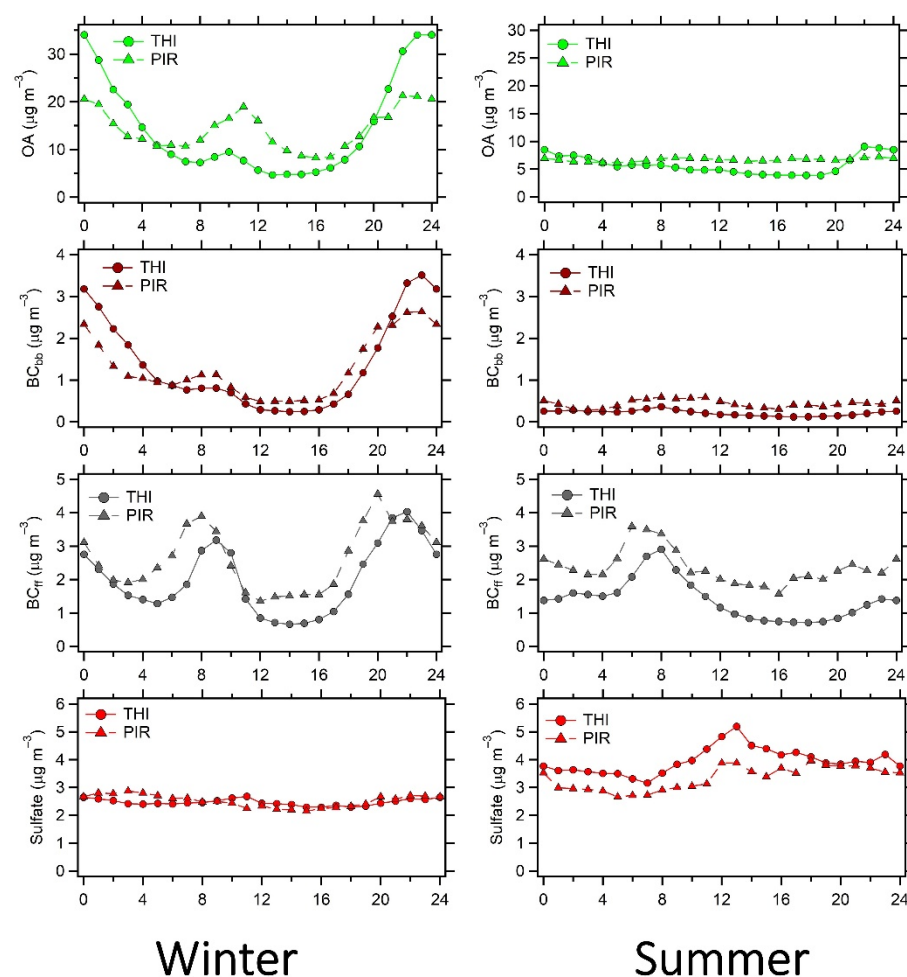 OA (μg m⁻³)
30
20
10
0
THI
PIR
0 4 8 12 16 20 24
OA (μg m⁻³)
30
25
20
15
10
5
0
THI
PIR
0 4 8 12 16 20 24
BCbb (μg m⁻³)
4
3
2
1
0
THI
PIR
0 4 8 12 16 20 24
BCbb (μg m⁻³)
4
3
2
1
0
THI
PIR
0 4 8 12 16 20 24
BCff (μg m⁻³)
5
4
3
2
1
0
THI
PIR
0 4 8 12 16 20 24
BCff (μg m⁻³)
5
4
3
2
1
0
THI
PIR
0 4 8 12 16 20 24
Sulfate (μg m⁻³)
6
5
4
3
2
1
0
THI
PIR
0 4 8 12 16 20 24
Sulfate (μg m⁻³)
6
5
4
3
2
1
0
THI
PIR
0 4 8 12 16 20 24
Winter
Summer